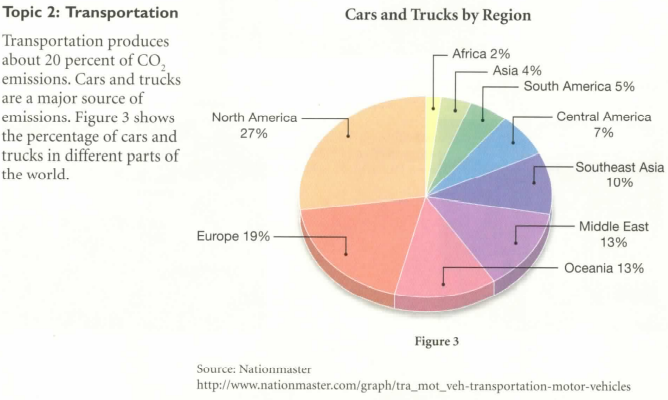 Topic 2: Transportation
Transportation produces
about 20 percent of CO₂
emissions. Cars and trucks
are a major source of
emissions. Figure 3 shows
the percentage of cars and
trucks in different parts of
the world.
Cars and Trucks by Region
Africa 2%
Asia 4%
South America 5%
Central America
7%
Southeast Asia
10%
Middle East
13%
Oceania 13%
Europe 19%
North America
27%
Figure 3
Source: Nationmaster
http://www.nationmaster.com/graph/tra_mot_veh-transportation-motor-vehicles